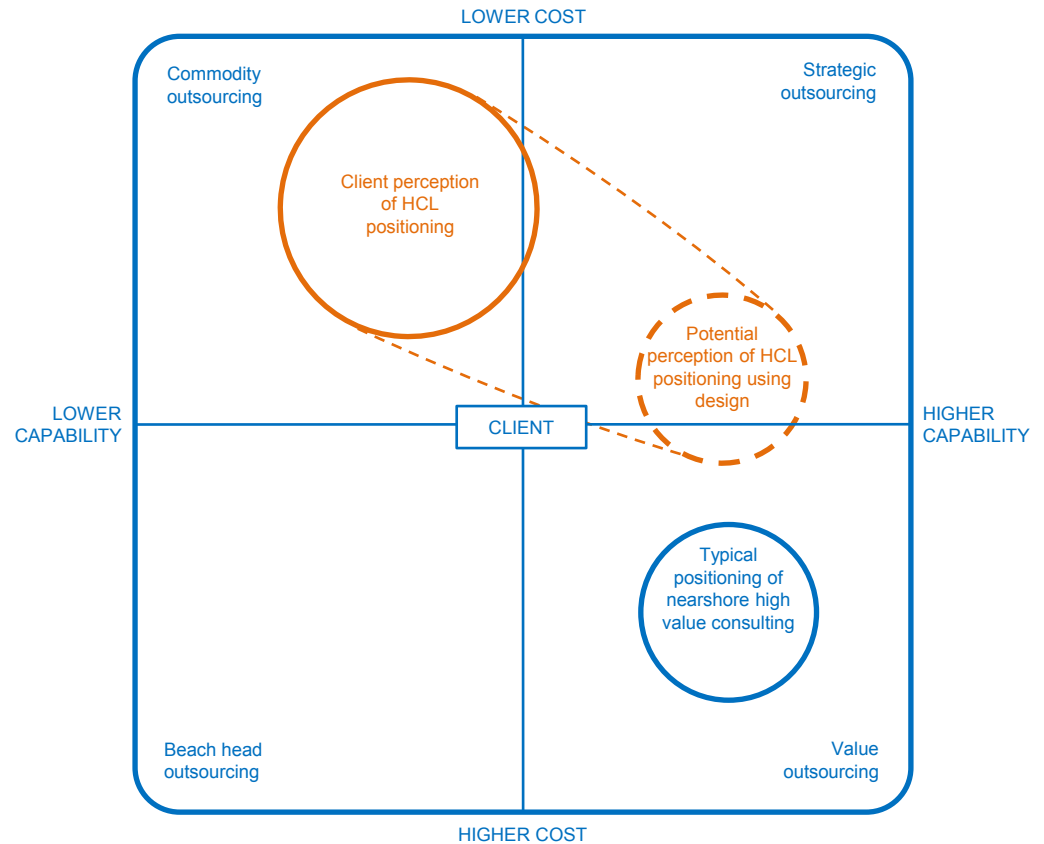 LOWER COST
Commodity
outsourcing
Strategic
outsourcing
Client perception
of HCL
positioning
Potential
perception of HCL
positioning using
design
LOWER
CAPABILITY
CLIENT
HIGHER
CAPABILITY
Typical
positioning of
nearshore high
value consulting
Beach head
outsourcing
Value
outsourcing
HIGHER COST